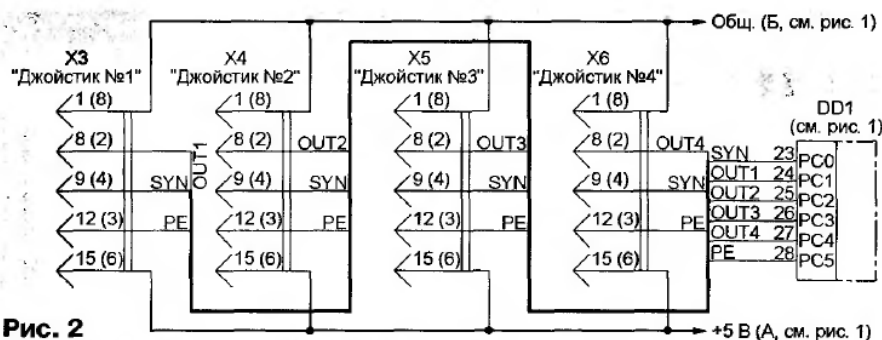 Общ. (Б, см. рис. 1)
X3
"Джойстик №1"
X4
"Джойстик №2"
X5
"Джойстик №3"
X6
"Джойстик №4"
DD1
(см. рис. 1)
1 (8)
8 (2)
OUT1
9 (4)
SYN
12 (3)
PE
15 (6)
1 (8)
8 (2)
OUT2
9 (4)
SYN
12 (3)
PE
15 (6)
1 (8)
8 (2)
OUT3
9 (4)
SYN
12 (3)
PE
15 (6)
1 (8)
8 (2)
OUT4
9 (4)
SYN
12 (3)
PE
15 (6)
SYN 23 PC0
OUT1 24 PC1
OUT2 25 PC2
OUT3 26 PC3
OUT4 27 PC4
PE 28 PC5
Рис. 2
+5 В (А, см. рис. 1)